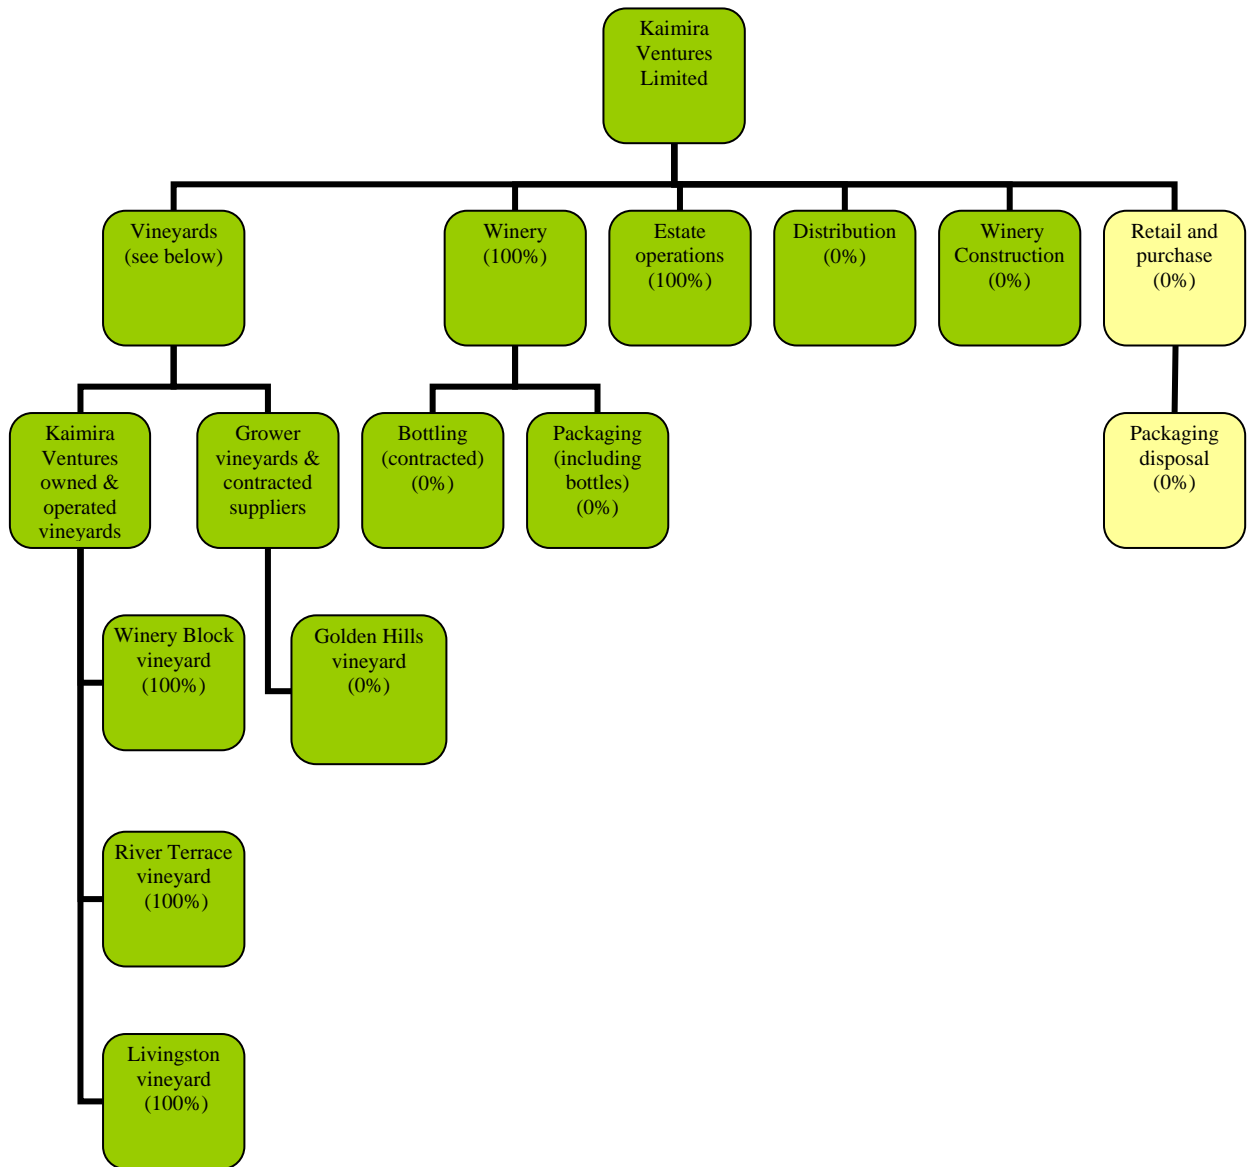 Kaimira
Ventures
Limited
Vineyards
(see below)
Winery
(100%)
Estate
operations
(100%)
Distribution
(0%)
Winery
Construction
(0%)
Retail and
purchase
(0%)
Kaimira
Ventures
owned &
operated
vineyards
Grower
vineyards &
contracted
suppliers
Bottling
(contracted)
(0%)
Packaging
(including
bottles)
(0%)
Packaging
disposal
(0%)
Winery Block
vineyard
(100%)
Golden Hills
vineyard
(0%)
River Terrace
vineyard
(100%)
Livingston
vineyard
(100%)